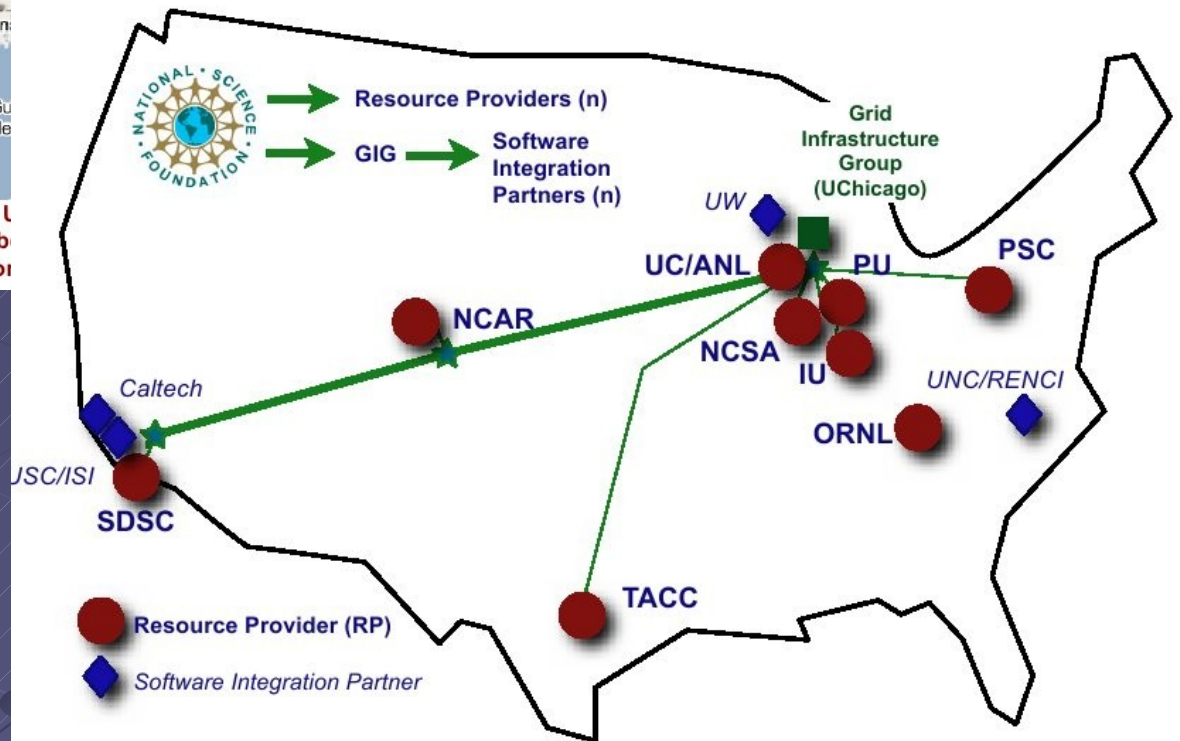 NATIONAL · SCIENCE · FOUNDATION ·
Resource Providers (n)
GIG
Software
Integration
Partners (n)
Grid
Infrastructure
Group
(UChicago)
UW
UC/ANL
PU
PSC
NCAR
NCSA
IU
Caltech
UNC/RENCI
ORNL
USC/ISI
SDSC
TACC
Resource Provider (RP)
Software Integration Partner